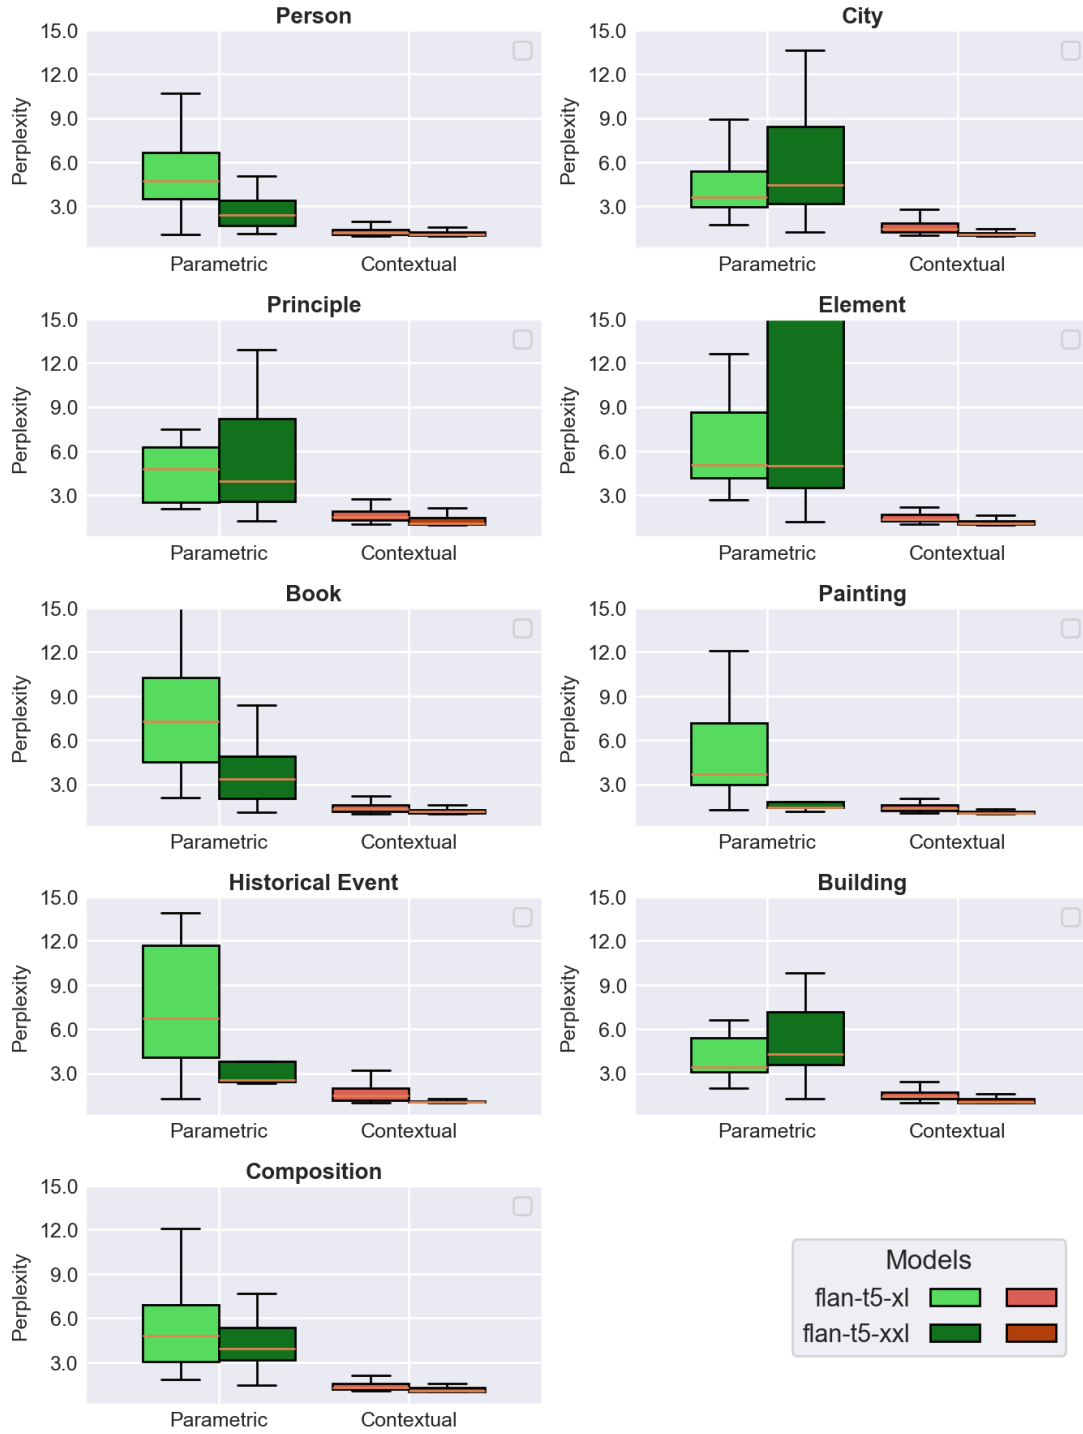 Person
15.0
12.0
9.0
6.0
3.0
Perplexity
Parametric
Contextual
City
15.0
12.0
9.0
6.0
3.0
Perplexity
Parametric
Contextual
Principle
15.0
12.0
9.0
6.0
3.0
Perplexity
Parametric
Contextual
Element
15.0
12.0
9.0
6.0
3.0
Perplexity
Parametric
Contextual
Book
15.0
12.0
9.0
6.0
3.0
Perplexity
Parametric
Contextual
Painting
15.0
12.0
9.0
6.0
3.0
Perplexity
Parametric
Contextual
Historical Event
15.0
12.0
9.0
6.0
3.0
Perplexity
Parametric
Contextual
Building
15.0
12.0
9.0
6.0
3.0
Perplexity
Parametric
Contextual
Composition
15.0
12.0
9.0
6.0
3.0
Perplexity
Parametric
Contextual
Models
flan-t5-xl
flan-t5-xxl